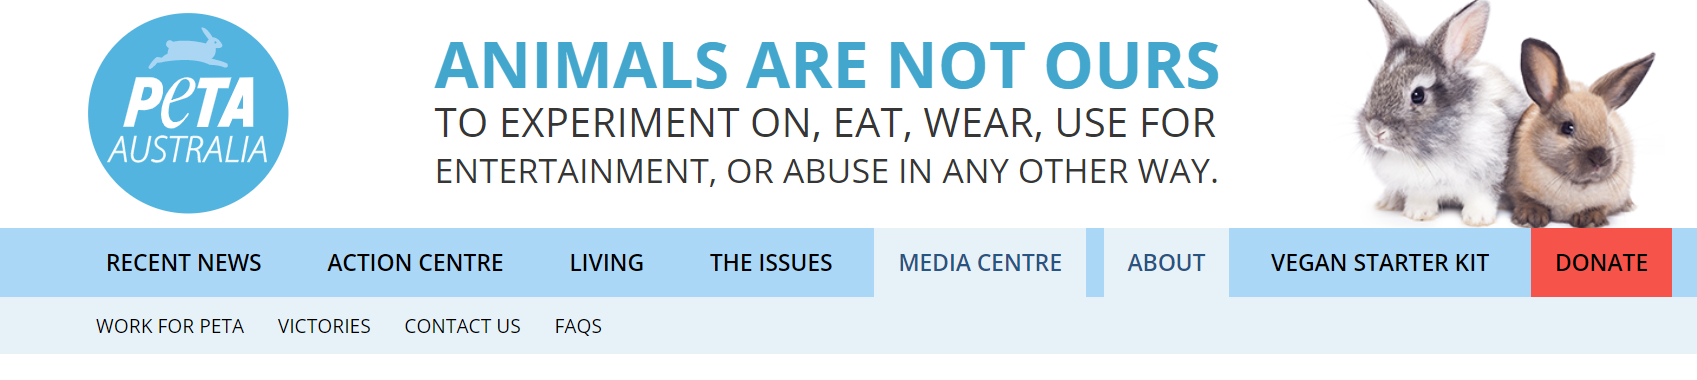 PeTA
AUSTRALIA
ANIMALS ARE NOT OURS
TO EXPERIMENT ON, EAT, WEAR, USE FOR
ENTERTAINMENT, OR ABUSE IN ANY OTHER WAY.
RECENT NEWS ACTION CENTRE LIVING THE ISSUES MEDIA CENTRE ABOUT VEGAN STARTER KIT DONATE
WORK FOR PETA VICTORIES CONTACT US FAQS